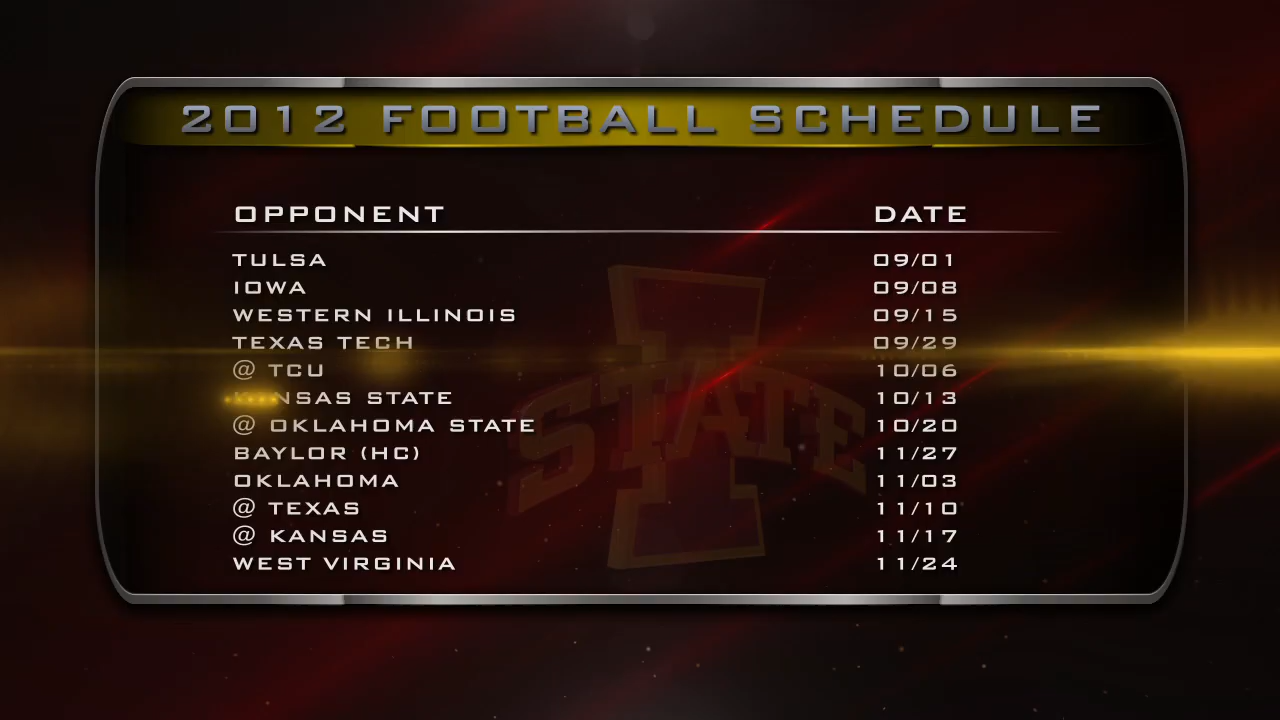 2012 FOOTBALL SCHEDULE
OPPONENT DATE
TULSA 09/01
IOWA 09/08
WESTERN ILLINOIS 09/15
TEXAS TECH 09/29
@ TCU 10/06
KANSAS STATE 10/13
@ OKLAHOMA STATE 10/20
BAYLOR (HC) 11/27
OKLAHOMA 11/03
@ TEXAS 11/10
@ KANSAS 11/17
WEST VIRGINIA 11/24
I STATE